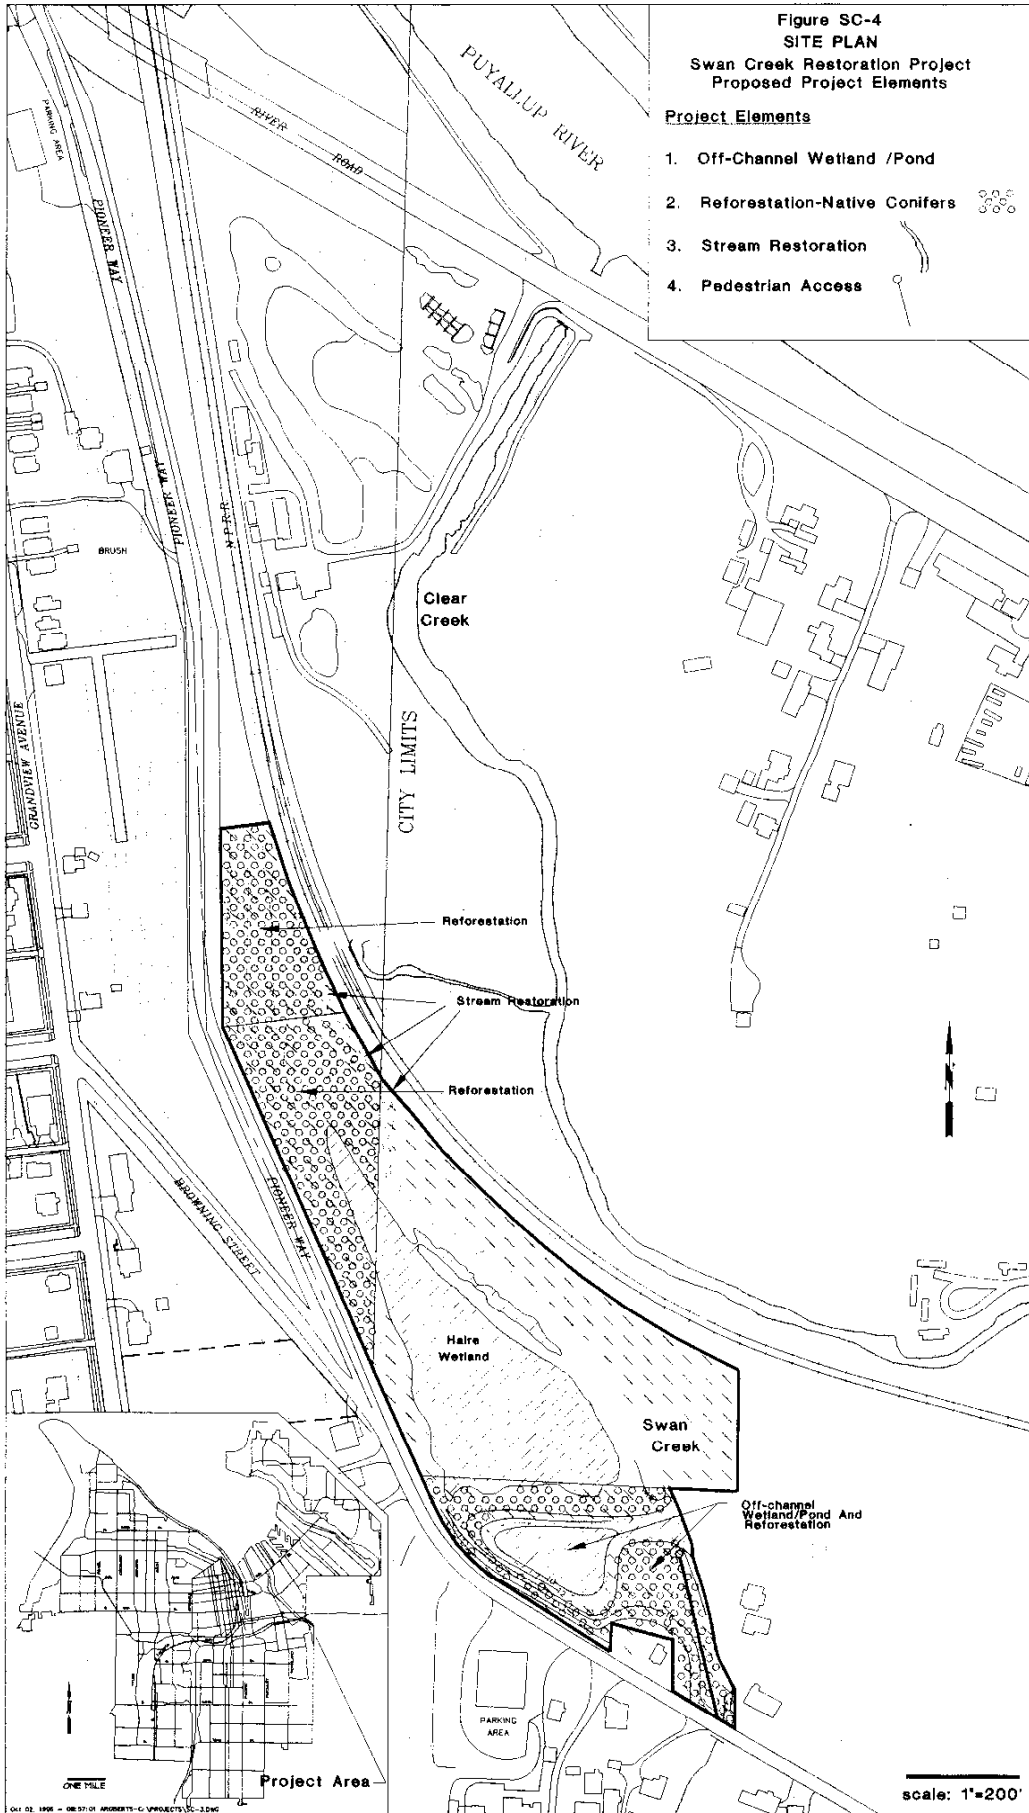 Figure SC-4
SITE PLAN
Swan Creek Restoration Project
Proposed Project Elements
Project Elements
1. Off-Channel Wetland /Pond
2. Reforestation-Native Conifers
3. Stream Restoration
4. Pedestrian Access
PUYALLUP RIVER
RIVER ROAD
PARKING AREA
PIONEER WAY
PIONEER WAY
N.P.R.R.
BRUSH
Clear
Creek
GRANDVIEW AVENUE
CITY LIMITS
Reforestation
Stream Restoration
Reforestation
N
BROWNING STREET
PIONEER WAY
Haire
Wetland
Swan
Creek
Off-channel
Wetland/Pond And
Reforestation
PARKING
AREA
ONE MILE
Project Area
scale: 1"=200'